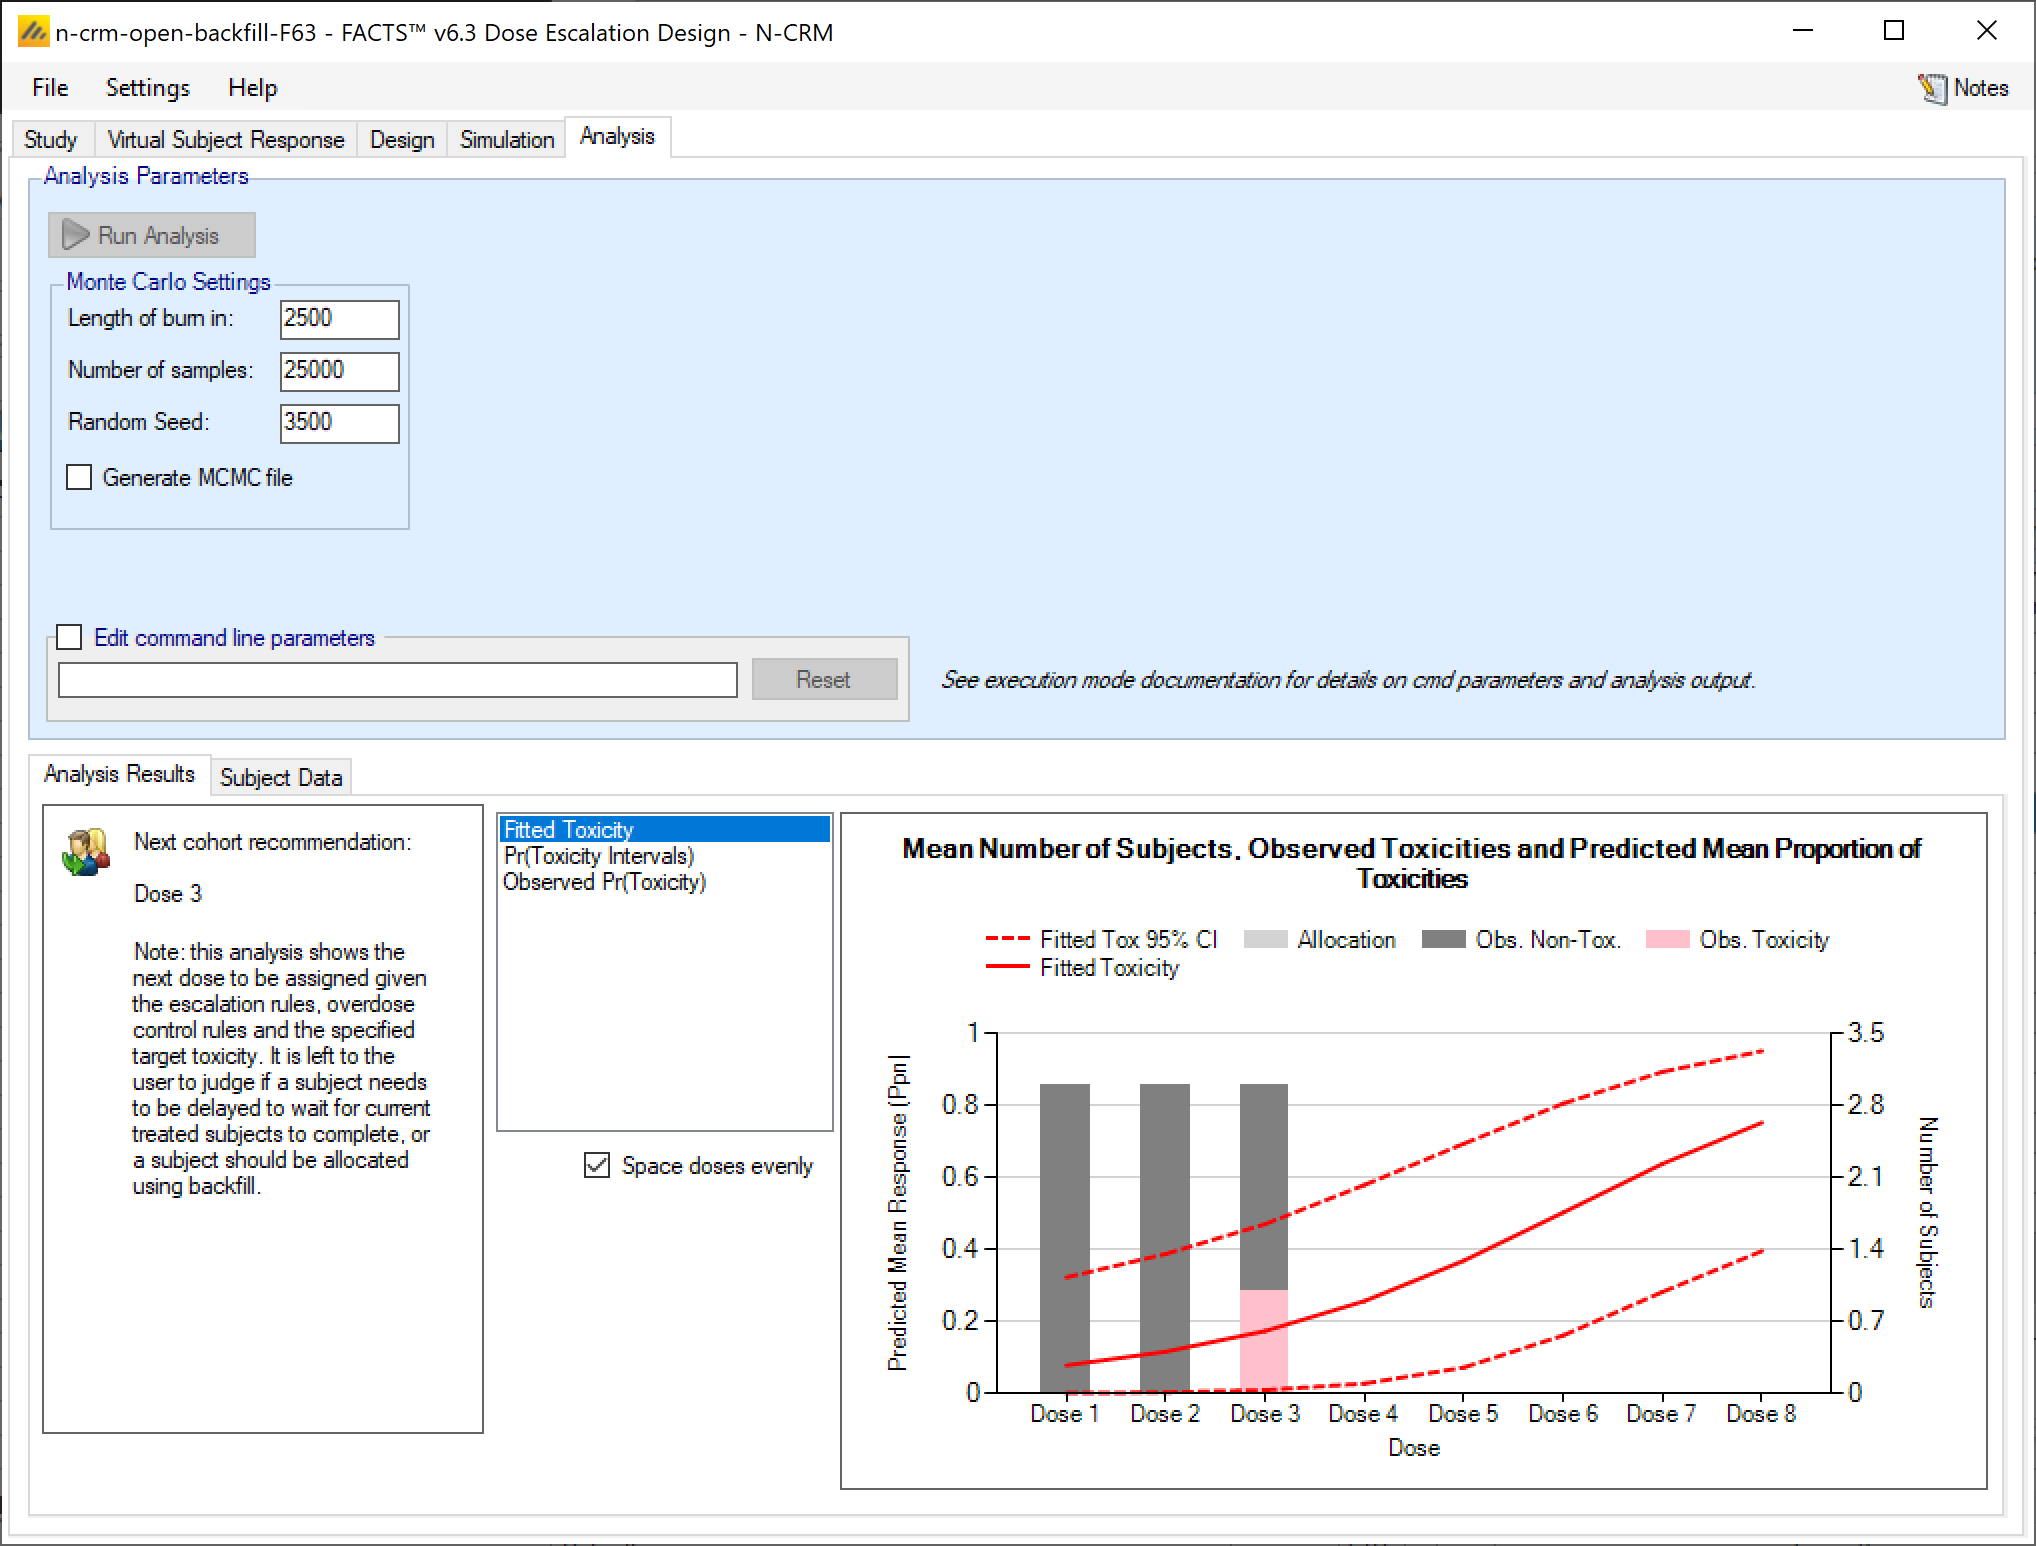 n-crm-open-backfill-F63 - FACTS™ v6.3 Dose Escalation Design - N-CRM
File Settings Help Notes
Study Virtual Subject Response Design Simulation Analysis
Analysis Parameters
Run Analysis
Monte Carlo Settings
Length of burn in: 2500
Number of samples: 25000
Random Seed: 3500
Generate MCMC file
Edit command line parameters
Reset
See execution mode documentation for details on cmd parameters and analysis output.
Analysis Results Subject Data
Next cohort recommendation:
Dose 3
Note: this analysis shows the
next dose to be assigned given
the escalation rules, overdose
control rules and the specified
target toxicity. It is left to the
user to judge if a subject needs
to be delayed to wait for current
treated subjects to complete, or
a subject should be allocated
using backfill.
Fitted Toxicity
Pr(Toxicity Intervals)
Observed Pr(Toxicity)
Space doses evenly
Mean Number of Subjects, Observed Toxicities and Predicted Mean Proportion of
Toxicities
Fitted Tox 95% CI Allocation Obs. Non-Tox. Obs. Toxicity
Fitted Toxicity
Predicted Mean Response (Ppn)
1
0.8
0.6
0.4
0.2
0
3.5
2.8
2.1
1.4
0.7
0
Number of Subjects
Dose 1 Dose 2 Dose 3 Dose 4 Dose 5 Dose 6 Dose 7 Dose 8
Dose